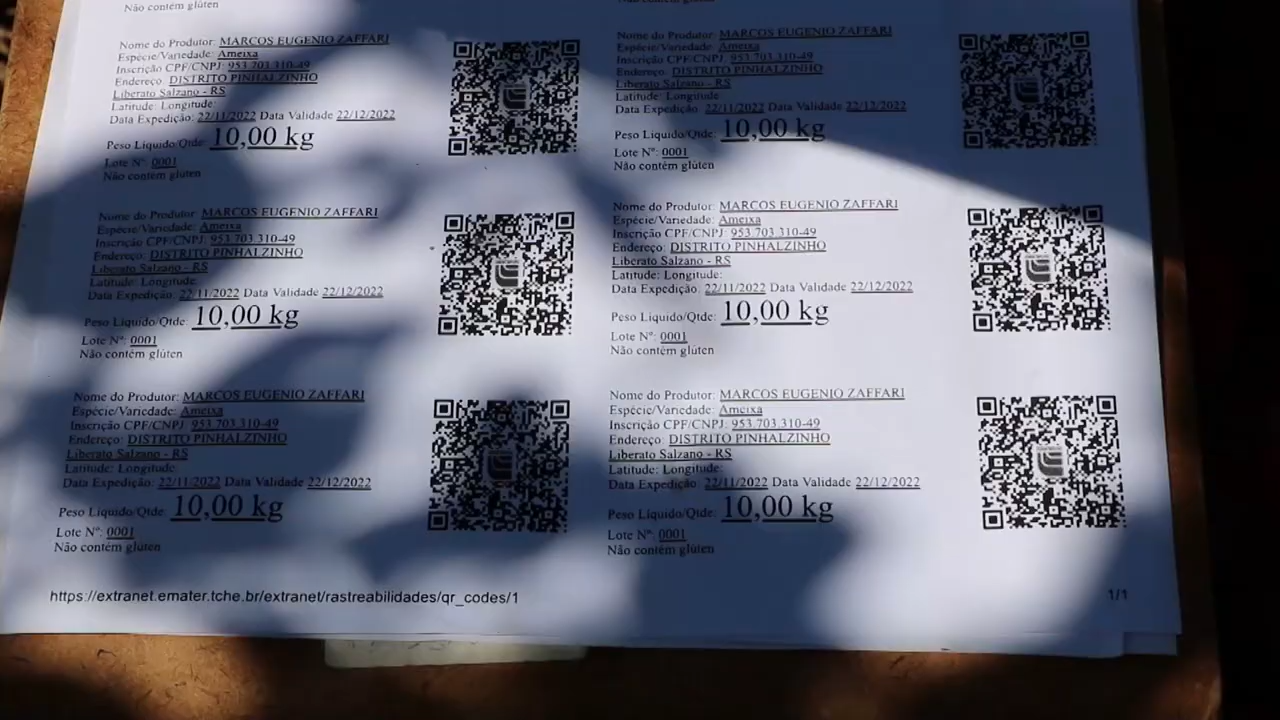 Não contém glúten
Nome do Produtor: MARCOS EUGENIO ZAFFARI
Espécie/Variedade: Ameixa
Inscrição CPF/CNPJ: 953.703.310-49
Endereço: DISTRITO PINHALZINHO
Liberato Salzano - RS
Latitude: Longitude:
Data Expedição: 22/11/2022 Data Validade 22/12/2022
Peso Líquido/Qtde: 10,00 kg
Lote Nº: 0001
Não contém glúten
Nome do Produtor: MARCOS EUGENIO ZAFFARI
Espécie/Variedade: Ameixa
Inscrição CPF/CNPJ: 953.703.310-49
Endereço: DISTRITO PINHALZINHO
Liberato Salzano - RS
Latitude: Longitude:
Data Expedição: 22/11/2022 Data Validade 22/12/2022
Peso Líquido/Qtde: 10,00 kg
Lote Nº: 0001
Não contém glúten
Nome do Produtor: MARCOS EUGENIO ZAFFARI
Espécie/Variedade: Ameixa
Inscrição CPF/CNPJ: 953.703.310-49
Endereço: DISTRITO PINHALZINHO
Liberato Salzano - RS
Latitude: Longitude:
Data Expedição: 22/11/2022 Data Validade 22/12/2022
Peso Líquido/Qtde: 10,00 kg
Lote Nº: 0001
Não contém glúten
Nome do Produtor: MARCOS EUGENIO ZAFFARI
Espécie/Variedade: Ameixa
Inscrição CPF/CNPJ: 953.703.310-49
Endereço: DISTRITO PINHALZINHO
Liberato Salzano - RS
Latitude: Longitude:
Data Expedição: 22/11/2022 Data Validade 22/12/2022
Peso Líquido/Qtde: 10,00 kg
Lote Nº: 0001
Não contém glúten
Nome do Produtor: MARCOS EUGENIO ZAFFARI
Espécie/Variedade: Ameixa
Inscrição CPF/CNPJ: 953.703.310-49
Endereço: DISTRITO PINHALZINHO
Liberato Salzano - RS
Latitude: Longitude:
Data Expedição: 22/11/2022 Data Validade 22/12/2022
Peso Líquido/Qtde: 10,00 kg
Lote Nº: 0001
Não contém glúten
Nome do Produtor: MARCOS EUGENIO ZAFFARI
Espécie/Variedade: Ameixa
Inscrição CPF/CNPJ: 953.703.310-49
Endereço: DISTRITO PINHALZINHO
Liberato Salzano - RS
Latitude: Longitude:
Data Expedição: 22/11/2022 Data Validade 22/12/2022
Peso Líquido/Qtde: 10,00 kg
Lote Nº: 0001
Não contém glúten
https://extranet.emater.tche.br/extranet/rastreabilidades/qr_codes/1
1/1